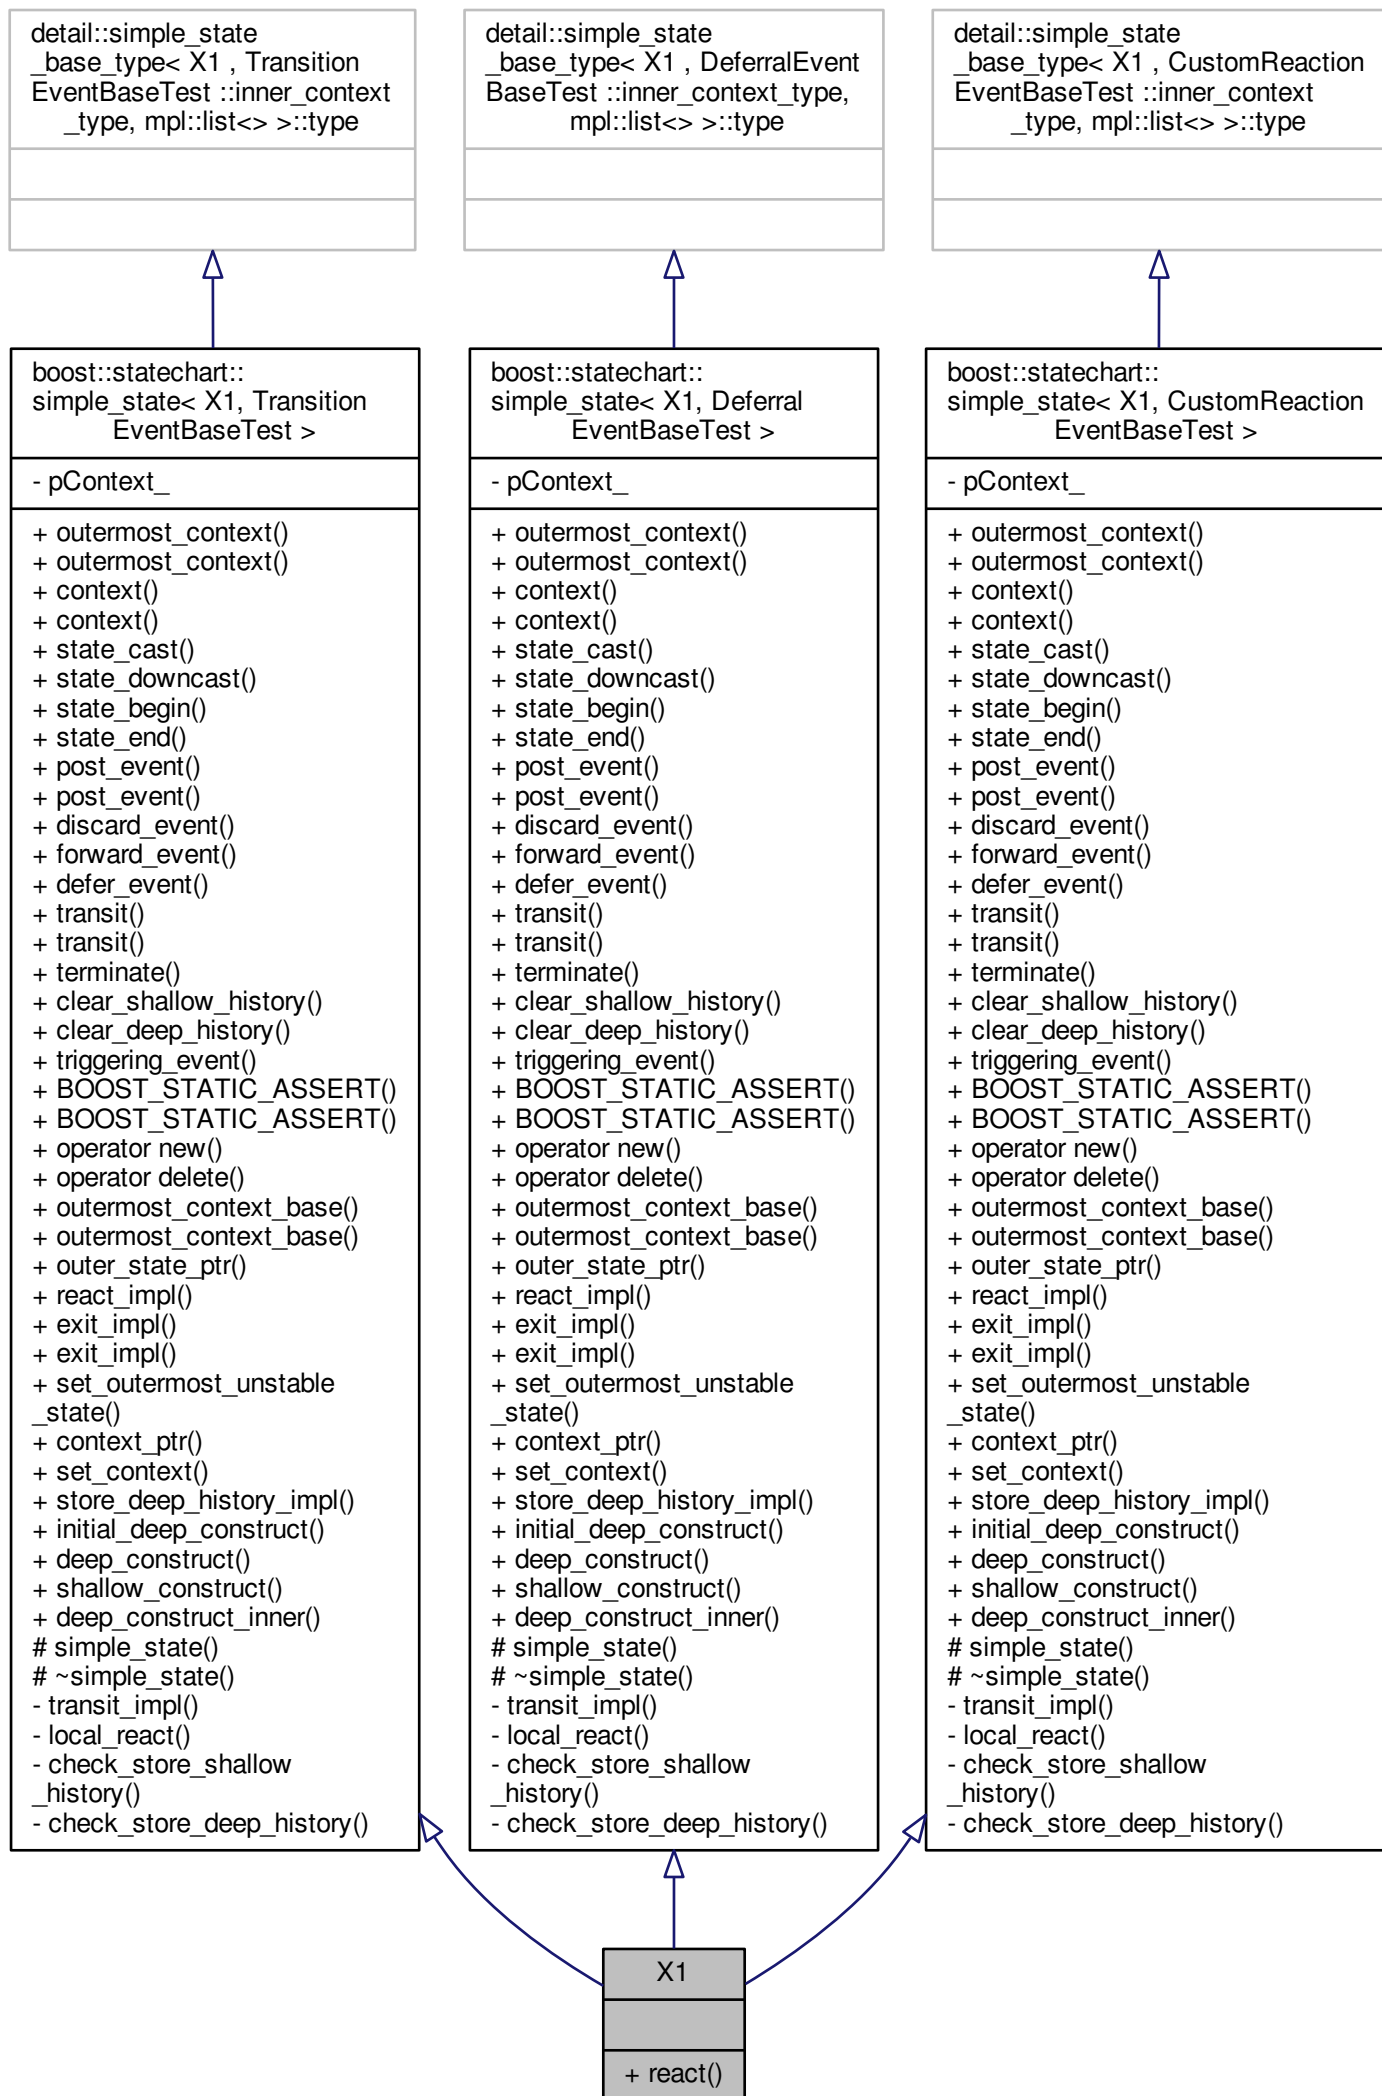 detail::simple_state
_base_type< X1 , Transition
EventBaseTest ::inner_context
_type, mpl::list<> >::type
detail::simple_state
_base_type< X1 , DeferralEvent
BaseTest ::inner_context_type,
mpl::list<> >::type
detail::simple_state
_base_type< X1 , CustomReaction
EventBaseTest ::inner_context
_type, mpl::list<> >::type
boost::statechart::
simple_state< X1, Transition
EventBaseTest >
- pContext_
+ outermost_context()
+ outermost_context()
+ context()
+ context()
+ state_cast()
+ state_downcast()
+ state_begin()
+ state_end()
+ post_event()
+ post_event()
+ discard_event()
+ forward_event()
+ defer_event()
+ transit()
+ transit()
+ terminate()
+ clear_shallow_history()
+ clear_deep_history()
+ triggering_event()
+ BOOST_STATIC_ASSERT()
+ BOOST_STATIC_ASSERT()
+ operator new()
+ operator delete()
+ outermost_context_base()
+ outermost_context_base()
+ outer_state_ptr()
+ react_impl()
+ exit_impl()
+ exit_impl()
+ set_outermost_unstable
_state()
+ context_ptr()
+ set_context()
+ store_deep_history_impl()
+ initial_deep_construct()
+ deep_construct()
+ shallow_construct()
+ deep_construct_inner()
# simple_state()
# ~simple_state()
- transit_impl()
- local_react()
- check_store_shallow
_history()
- check_store_deep_history()
boost::statechart::
simple_state< X1, Deferral
EventBaseTest >
- pContext_
+ outermost_context()
+ outermost_context()
+ context()
+ context()
+ state_cast()
+ state_downcast()
+ state_begin()
+ state_end()
+ post_event()
+ post_event()
+ discard_event()
+ forward_event()
+ defer_event()
+ transit()
+ transit()
+ terminate()
+ clear_shallow_history()
+ clear_deep_history()
+ triggering_event()
+ BOOST_STATIC_ASSERT()
+ BOOST_STATIC_ASSERT()
+ operator new()
+ operator delete()
+ outermost_context_base()
+ outermost_context_base()
+ outer_state_ptr()
+ react_impl()
+ exit_impl()
+ exit_impl()
+ set_outermost_unstable
_state()
+ context_ptr()
+ set_context()
+ store_deep_history_impl()
+ initial_deep_construct()
+ deep_construct()
+ shallow_construct()
+ deep_construct_inner()
# simple_state()
# ~simple_state()
- transit_impl()
- local_react()
- check_store_shallow
_history()
- check_store_deep_history()
boost::statechart::
simple_state< X1, CustomReaction
EventBaseTest >
- pContext_
+ outermost_context()
+ outermost_context()
+ context()
+ context()
+ state_cast()
+ state_downcast()
+ state_begin()
+ state_end()
+ post_event()
+ post_event()
+ discard_event()
+ forward_event()
+ defer_event()
+ transit()
+ transit()
+ terminate()
+ clear_shallow_history()
+ clear_deep_history()
+ triggering_event()
+ BOOST_STATIC_ASSERT()
+ BOOST_STATIC_ASSERT()
+ operator new()
+ operator delete()
+ outermost_context_base()
+ outermost_context_base()
+ outer_state_ptr()
+ react_impl()
+ exit_impl()
+ exit_impl()
+ set_outermost_unstable
_state()
+ context_ptr()
+ set_context()
+ store_deep_history_impl()
+ initial_deep_construct()
+ deep_construct()
+ shallow_construct()
+ deep_construct_inner()
# simple_state()
# ~simple_state()
- transit_impl()
- local_react()
- check_store_shallow
_history()
- check_store_deep_history()
X1
+ react()